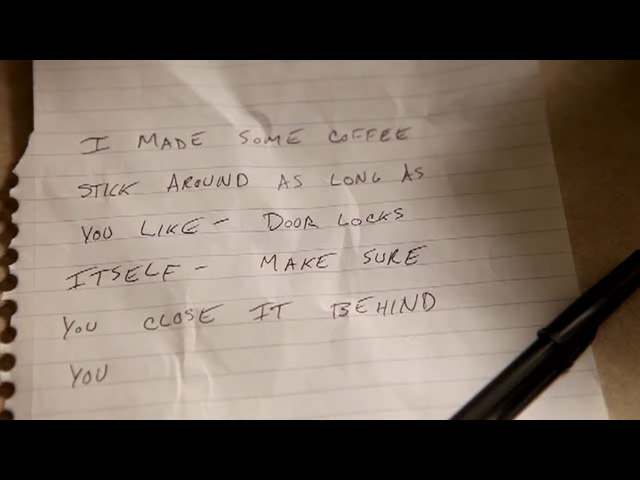 I MADE SOME COFFEE
STICK AROUND AS LONG AS
YOU LIKE - DOOR LOCKS
ITSELF - MAKE SURE
YOU CLOSE IT BEHIND
YOU